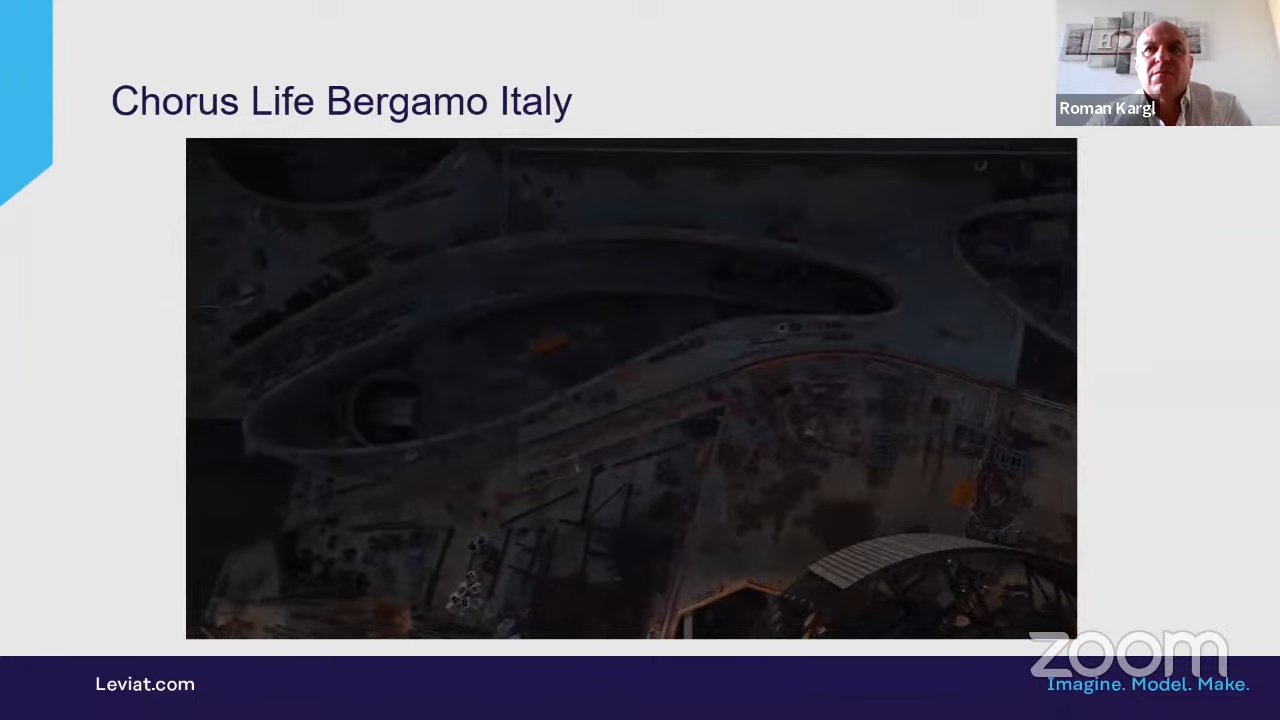 Chorus Life Bergamo Italy
Roman Kargl
zoom
Leviat.com
Imagine. Model. Make.